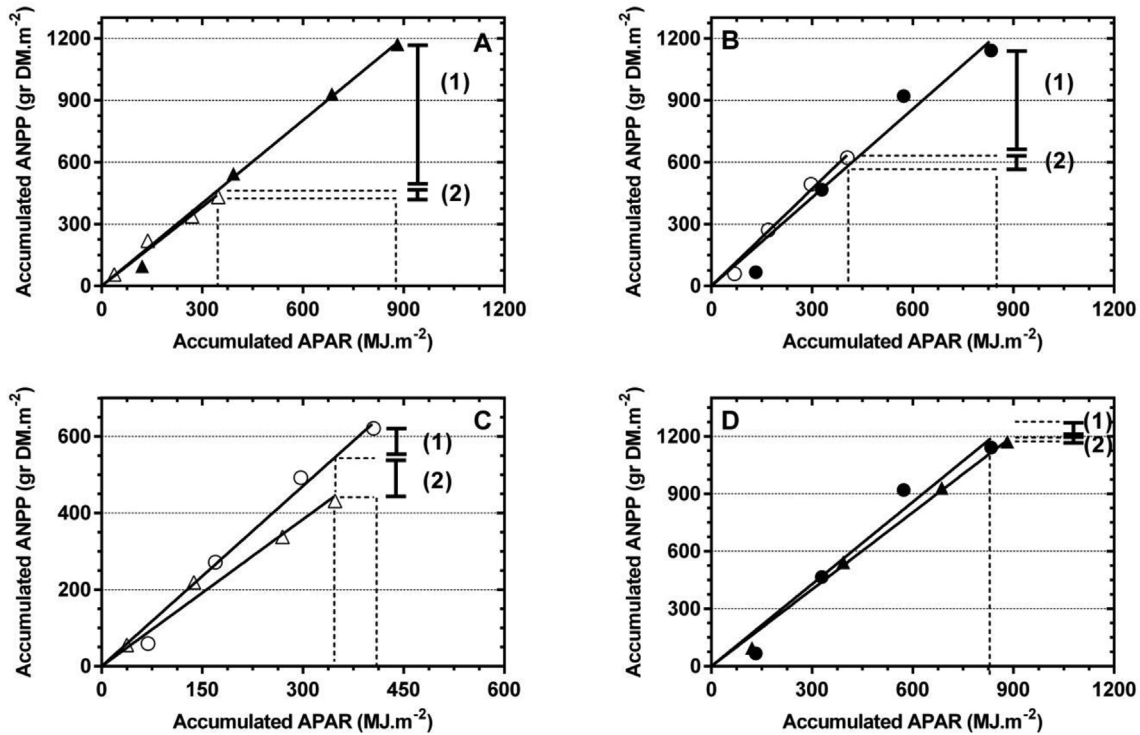 A
Accumulated ANPP (gr DM.m-2)
1200
900
600
300
0
(1)
(2)
0 300 600 900 1200
Accumulated APAR (MJ.m-2)
B
Accumulated ANPP (gr DM.m-2)
1200
900
600
300
0
(1)
(2)
0 300 600 900 1200
Accumulated APAR (MJ.m-2)
C
Accumulated ANPP (gr DM.m-2)
600
400
200
0
(1)
(2)
0 150 300 450 600
Accumulated APAR (MJ.m-2)
D
Accumulated ANPP (gr DM.m-2)
1200
900
600
300
0
(1)
(2)
0 300 600 900 1200
Accumulated APAR (MJ.m-2)